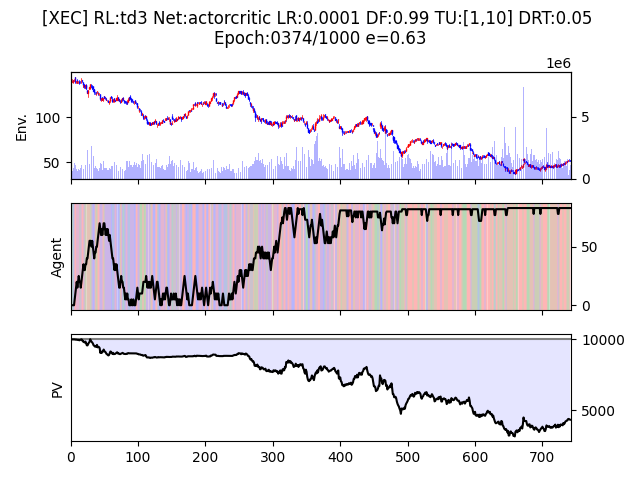 [XEC] RL:td3 Net:actorcritic LR:0.0001 DF:0.99 TU:[1,10] DRT:0.05
Epoch:0374/1000 e=0.63
1e6
Env.
100
50
5
0
Agent
50
0
PV
10000
5000
0 100 200 300 400 500 600 700